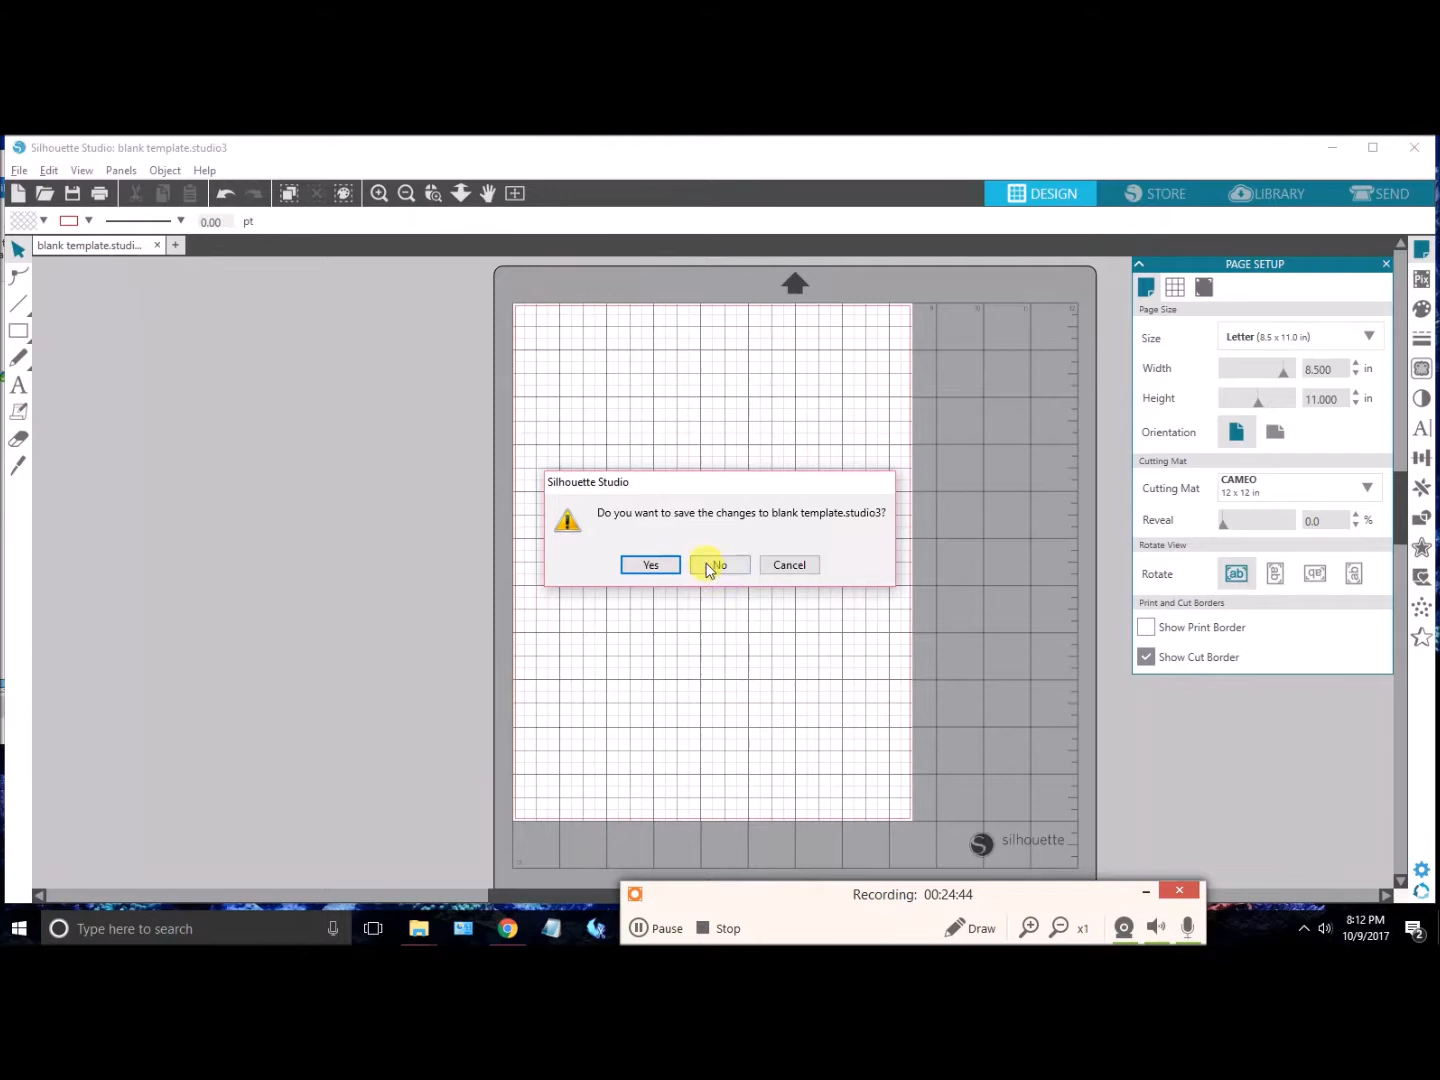 Silhouette Studio: blank template.studio3
File Edit View Panels Object Help
DESIGN STORE LIBRARY SEND
0.00 pt
blank template.studi... × +
PAGE SETUP
Pix
Page Size
Size Letter (8.5 x 11.0 in)
Width 8.500 in
Height 11.000 in
Orientation
Cutting Mat
Cutting Mat CAMEO
12 x 12 in
Reveal 0.0 %
Rotate View
Rotate
Print and Cut Borders
Show Print Border
Show Cut Border
Silhouette Studio
Do you want to save the changes to blank template.studio3?
Yes No Cancel
silhouette
Recording: 00:24:44
Pause Stop Draw x1
Type here to search
8:12 PM
10/9/2017
2